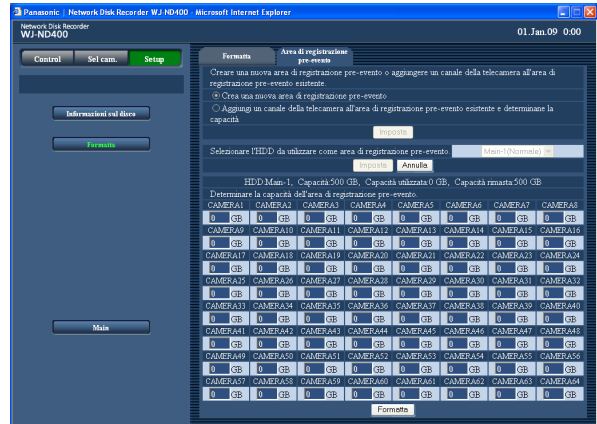 Panasonic | Network Disk Recorder WJ-ND400 - Microsoft Internet Explorer
Network Disk Recorder
WJ-ND400
01.Jan.09 0:00
Control Sel cam. Setup
Informazioni sul disco
Formatta
Main
Formatta
Area di registrazione
pre-evento
Creare una nuova area di registrazione pre-evento o aggiungere un canale della telecamera all'area di
registrazione pre-evento esistente.
Crea una nuova area di registrazione pre-evento
Aggiungi un canale della telecamera all'area di registrazione pre-evento esistente e determinane la
capacità
Imposta
Selezionare l'HDD da utilizzare come area di registrazione pre-evento. Main-1(Normale)
Imposta Annulla
HDD:Main-1, Capacità:500 GB, Capacità utilizzata:0 GB, Capacità rimasta:500 GB
Determinare la capacità dell'area di registrazione pre-evento.
CAMERA1 CAMERA2 CAMERA3 CAMERA4 CAMERA5 CAMERA6 CAMERA7 CAMERA8
0 GB 0 GB 0 GB 0 GB 0 GB 0 GB 0 GB 0 GB
CAMERA9 CAMERA10 CAMERA11 CAMERA12 CAMERA13 CAMERA14 CAMERA15 CAMERA16
0 GB 0 GB 0 GB 0 GB 0 GB 0 GB 0 GB 0 GB
CAMERA17 CAMERA18 CAMERA19 CAMERA20 CAMERA21 CAMERA22 CAMERA23 CAMERA24
0 GB 0 GB 0 GB 0 GB 0 GB 0 GB 0 GB 0 GB
CAMERA25 CAMERA26 CAMERA27 CAMERA28 CAMERA29 CAMERA30 CAMERA31 CAMERA32
0 GB 0 GB 0 GB 0 GB 0 GB 0 GB 0 GB 0 GB
CAMERA33 CAMERA34 CAMERA35 CAMERA36 CAMERA37 CAMERA38 CAMERA39 CAMERA40
0 GB 0 GB 0 GB 0 GB 0 GB 0 GB 0 GB 0 GB
CAMERA41 CAMERA42 CAMERA43 CAMERA44 CAMERA45 CAMERA46 CAMERA47 CAMERA48
0 GB 0 GB 0 GB 0 GB 0 GB 0 GB 0 GB 0 GB
CAMERA49 CAMERA50 CAMERA51 CAMERA52 CAMERA53 CAMERA54 CAMERA55 CAMERA56
0 GB 0 GB 0 GB 0 GB 0 GB 0 GB 0 GB 0 GB
CAMERA57 CAMERA58 CAMERA59 CAMERA60 CAMERA61 CAMERA62 CAMERA63 CAMERA64
0 GB 0 GB 0 GB 0 GB 0 GB 0 GB 0 GB 0 GB
Formatta